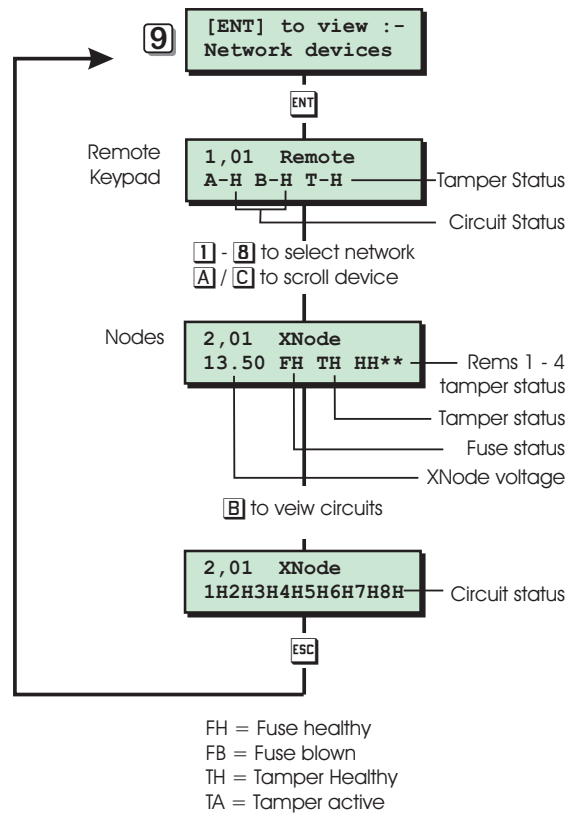 9
[ENT] to view :-
Network devices
ENT
Remote
Keypad
1,01 Remote
A-H B-H T-H
Tamper Status
Circuit Status
1 - 8 to select network
A / C to scroll device
Nodes
2,01 XNode
13.50 FH TH HH**
Rems 1 - 4
tamper status
Tamper status
Fuse status
XNode voltage
B to veiw circuits
2,01 XNode
1H2H3H4H5H6H7H8H
Circuit status
ESC
FH = Fuse healthy
FB = Fuse blown
TH = Tamper Healthy
TA = Tamper active